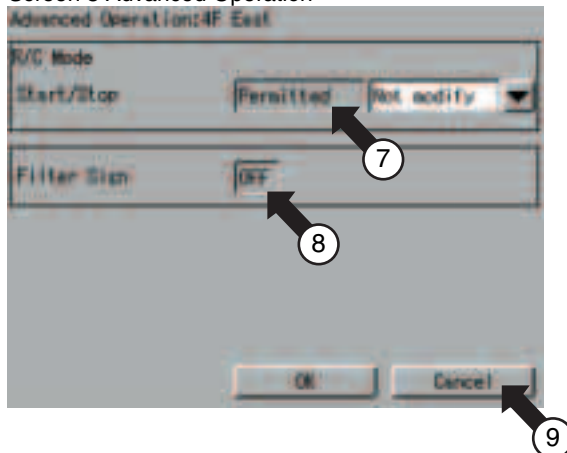 Screen 3 Advanced Operation
Advanced Operation:4F East
R/C Mode
Start/Stop Permitted Not modify
7
Filter Sign OFF
8
OK Cancel
9